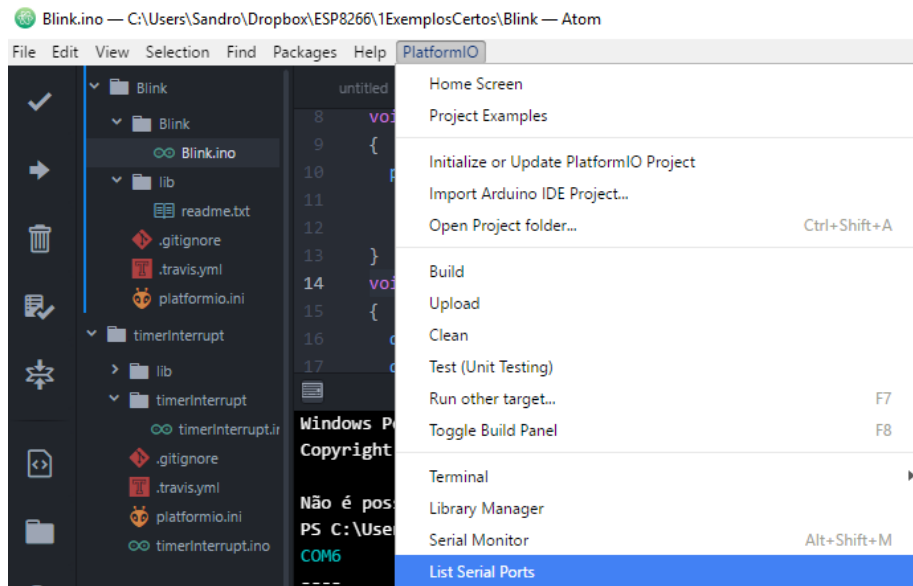 Blink.ino — C:\Users\Sandro\Dropbox\ESP8266\1ExemplosCertos\Blink — Atom
File Edit View Selection Find Packages Help PlatformIO
Blink
Blink
Blink.ino
lib
readme.txt
.gitignore
.travis.yml
platformio.ini
timerInterrupt
lib
timerInterrupt
timerInterrupt.ir
.gitignore
.travis.yml
platformio.ini
timerInterrupt.ino
untitled
8 voi
9 {
10
11
12
13 }
14 voi
15 {
16
17
Windows P
Copyright
Não é pos
PS C:\Use
COM6
----
Home Screen
Project Examples
Initialize or Update PlatformIO Project
Import Arduino IDE Project...
Open Project folder... Ctrl+Shift+A
Build
Upload
Clean
Test (Unit Testing)
Run other target... F7
Toggle Build Panel F8
Terminal
Library Manager
Serial Monitor Alt+Shift+M
List Serial Ports